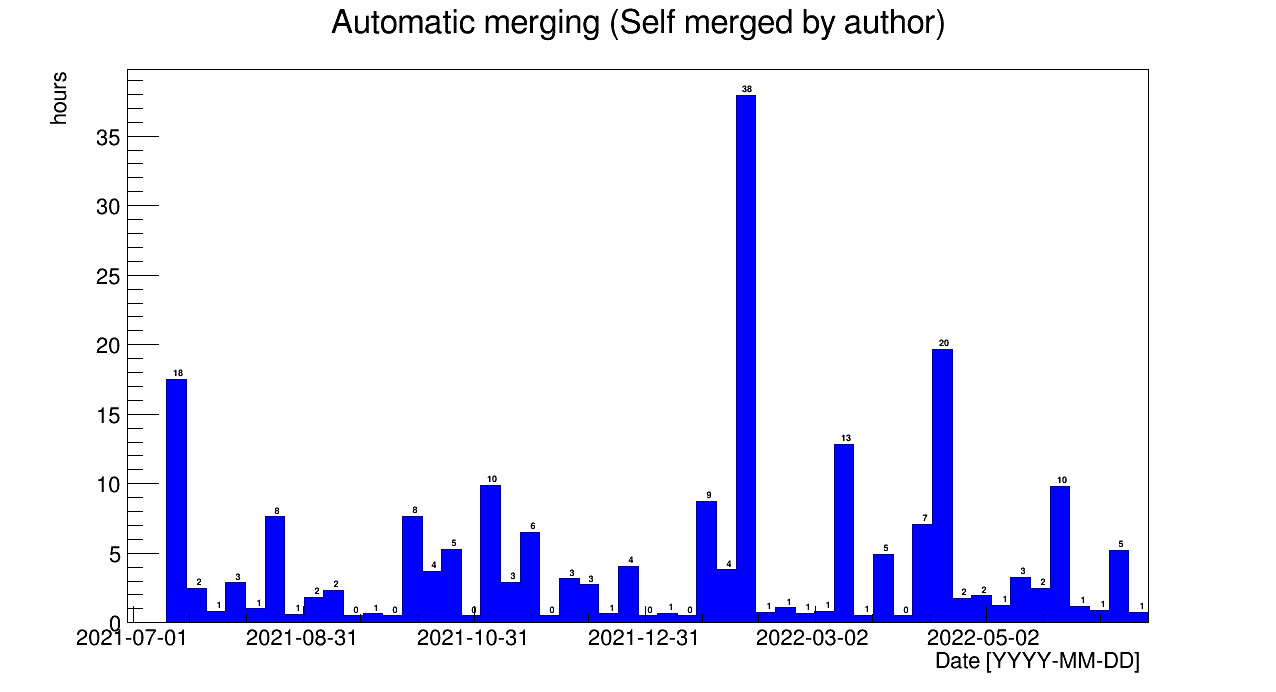 Automatic merging (Self merged by author)
hours
35
30
25
20
15
10
5
0
18 2 1 3 1 8 1 2 2 0 1 0 8 4 5 0 10 3 6 0 3 3 1 4 0 1 0 9 4 38 1 1 1 1 13 1 5 0 7 20 2 2 1 3 2 10 1 1 5 1
2021-07-01 2021-08-31 2021-10-31 2021-12-31 2022-03-02 2022-05-02
Date [YYYY-MM-DD]